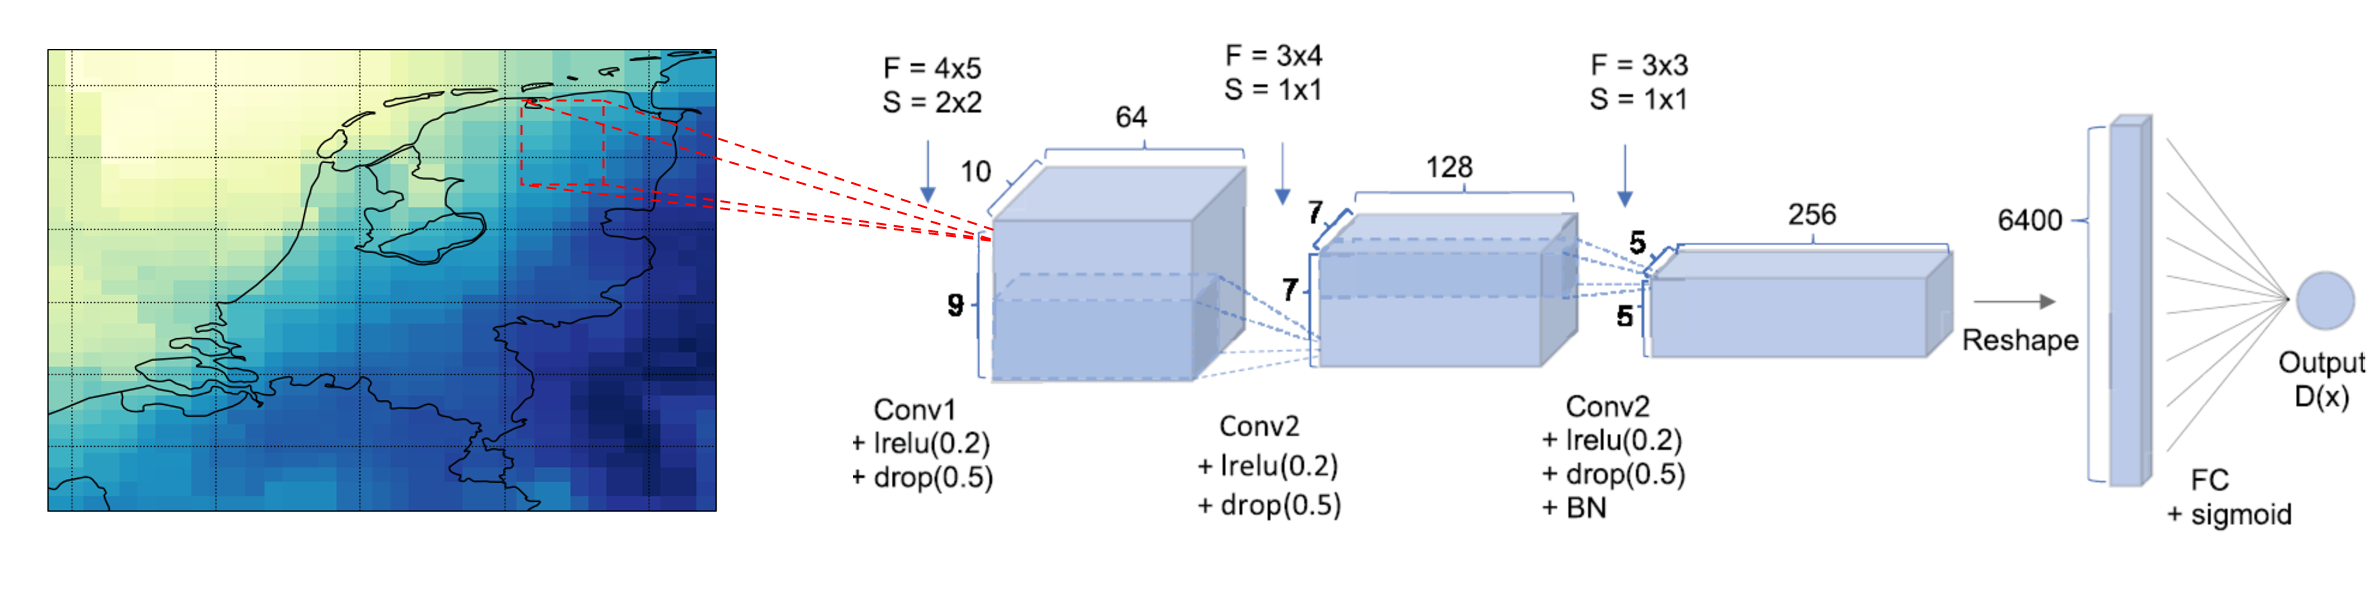 F = 4x5
S = 2x2
64
10
9
Conv1
+ lrelu(0.2)
+ drop(0.5)
F = 3x4
S = 1x1
128
7
7
Conv2
+ lrelu(0.2)
+ drop(0.5)
F = 3x3
S = 1x1
256
5
5
Conv2
+ lrelu(0.2)
+ drop(0.5)
+ BN
Reshape
6400
FC
+ sigmoid
Output
D(x)